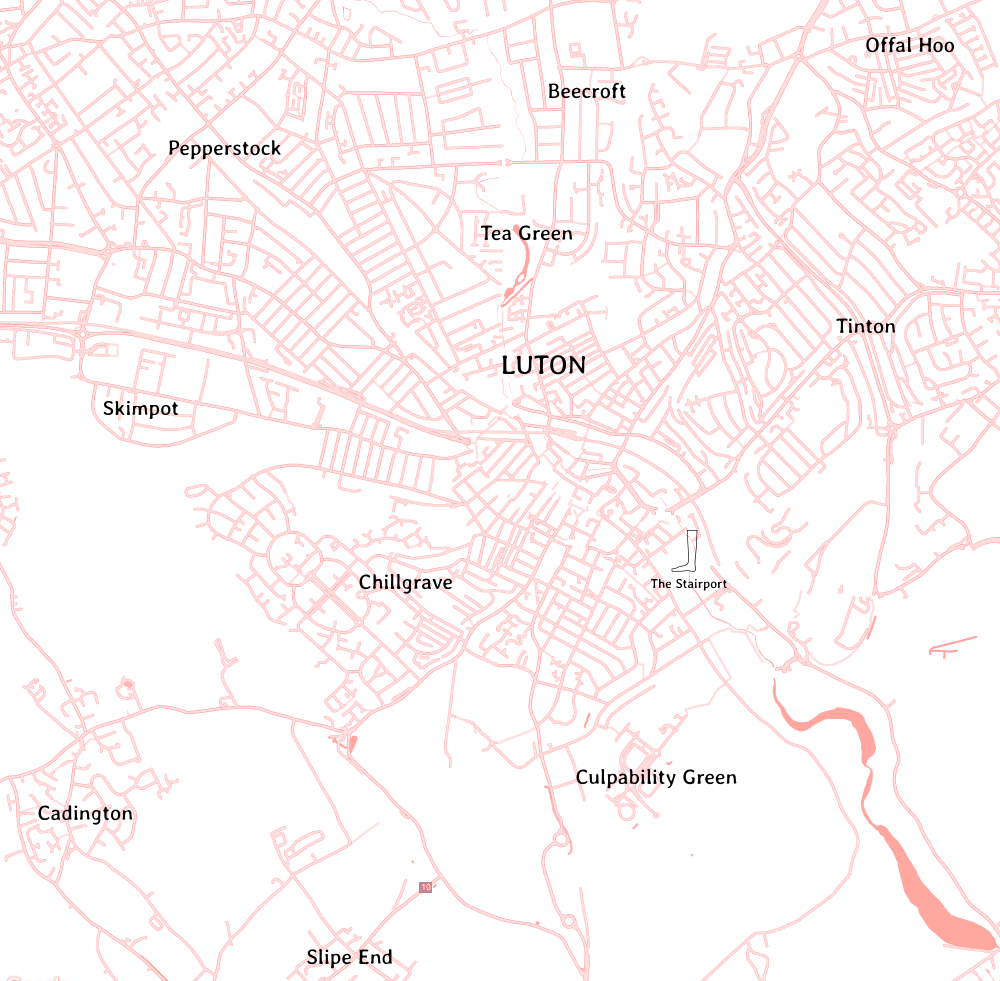 Offal Hoo
Beecroft
Pepperstock
Tea Green
Tinton
LUTON
Skimpot
Chillgrave
The Stairport
Culpability Green
Cadington
10
Slipe End